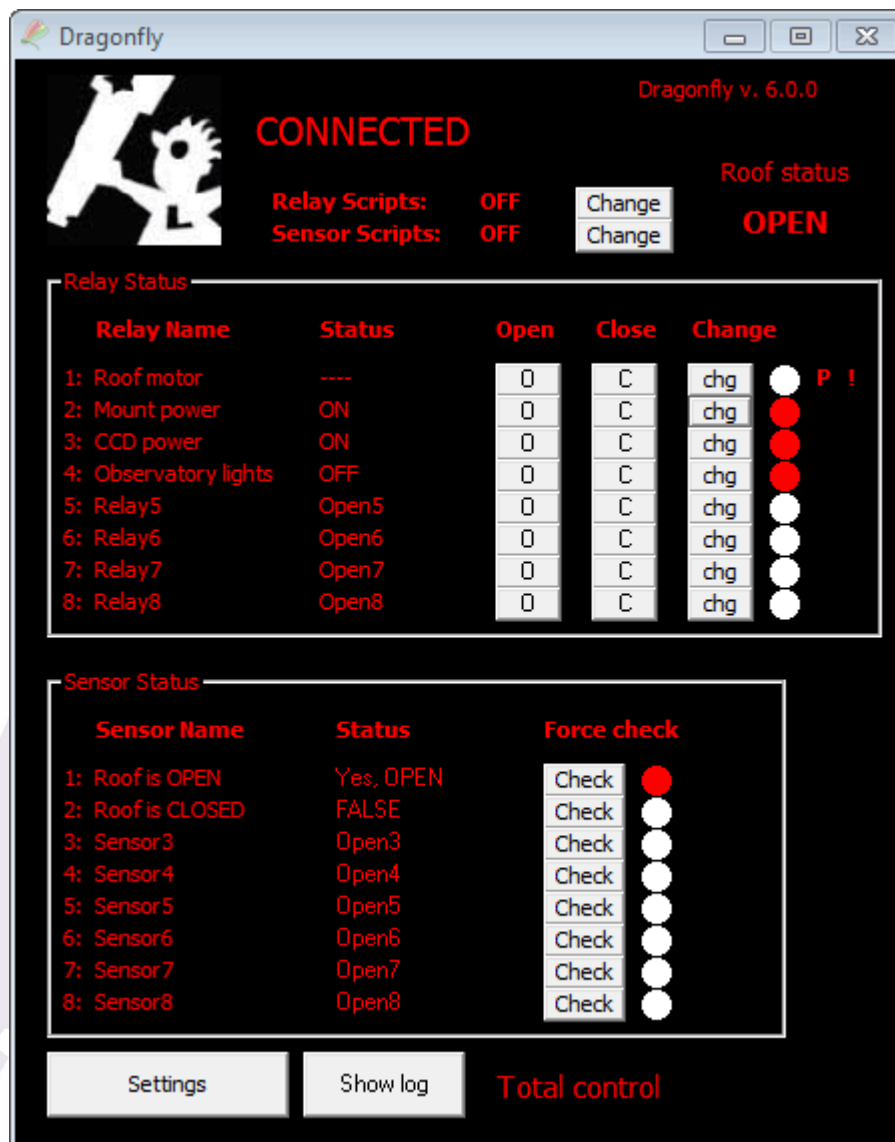 Dragonfly
Dragonfly v. 6.0.0
CONNECTED
Roof status
Relay Scripts: OFF Change
OPEN
Sensor Scripts: OFF Change
L
Relay Status
Relay Name Status Open Close Change
1: Roof motor ---- O C chg P !
2: Mount power ON O C chg
3: CCD power ON O C chg
4: Observatory lights OFF O C chg
5: Relay5 Open5 O C chg
6: Relay6 Open6 O C chg
7: Relay7 Open7 O C chg
8: Relay8 Open8 O C chg
Sensor Status
Sensor Name Status Force check
1: Roof is OPEN Yes, OPEN Check
2: Roof is CLOSED FALSE Check
3: Sensor3 Open3 Check
4: Sensor4 Open4 Check
5: Sensor5 Open5 Check
6: Sensor6 Open6 Check
7: Sensor7 Open7 Check
8: Sensor8 Open8 Check
Settings Show log Total control